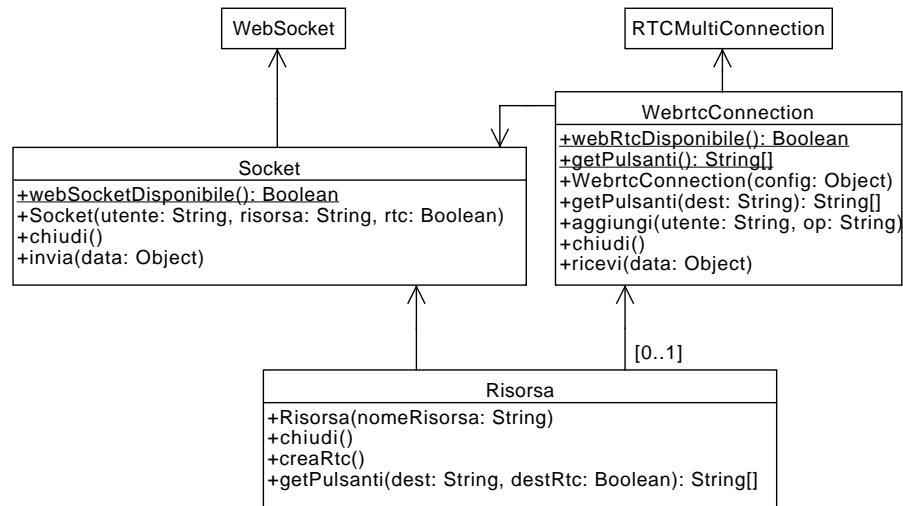 WebSocket
RTCMultiConnection
WebrtcConnection
+webRtcDisponibile(): Boolean
+getPulsanti(): String[]
+WebrtcConnection(config: Object)
+getPulsanti(dest: String): String[]
+aggiungi(utente: String, op: String)
+chiudi()
+ricevi(data: Object)
Socket
+webSocketDisponibile(): Boolean
+Socket(utente: String, risorsa: String, rtc: Boolean)
+chiudi()
+invia(data: Object)
[0..1]
Risorsa
+Risorsa(nomeRisorsa: String)
+chiudi()
+creaRtc()
+getPulsanti(dest: String, destRtc: Boolean): String[]